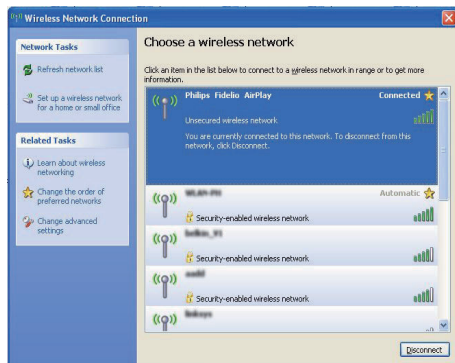 Wireless Network Connection
Network Tasks
Refresh network list
Set up a wireless network
for a home or small office
Related Tasks
Learn about wireless
networking
Change the order of
preferred networks
Change advanced
settings
Choose a wireless network
Click an item in the list below to connect to a wireless network in range or to get more
information.
Philips Fidelio AirPlay Connected
Unsecured wireless network
You are currently connected to this network. To disconnect from this
network, click Disconnect.
Automatic
Security-enabled wireless network
Security-enabled wireless network
Security-enabled wireless network
Disconnect